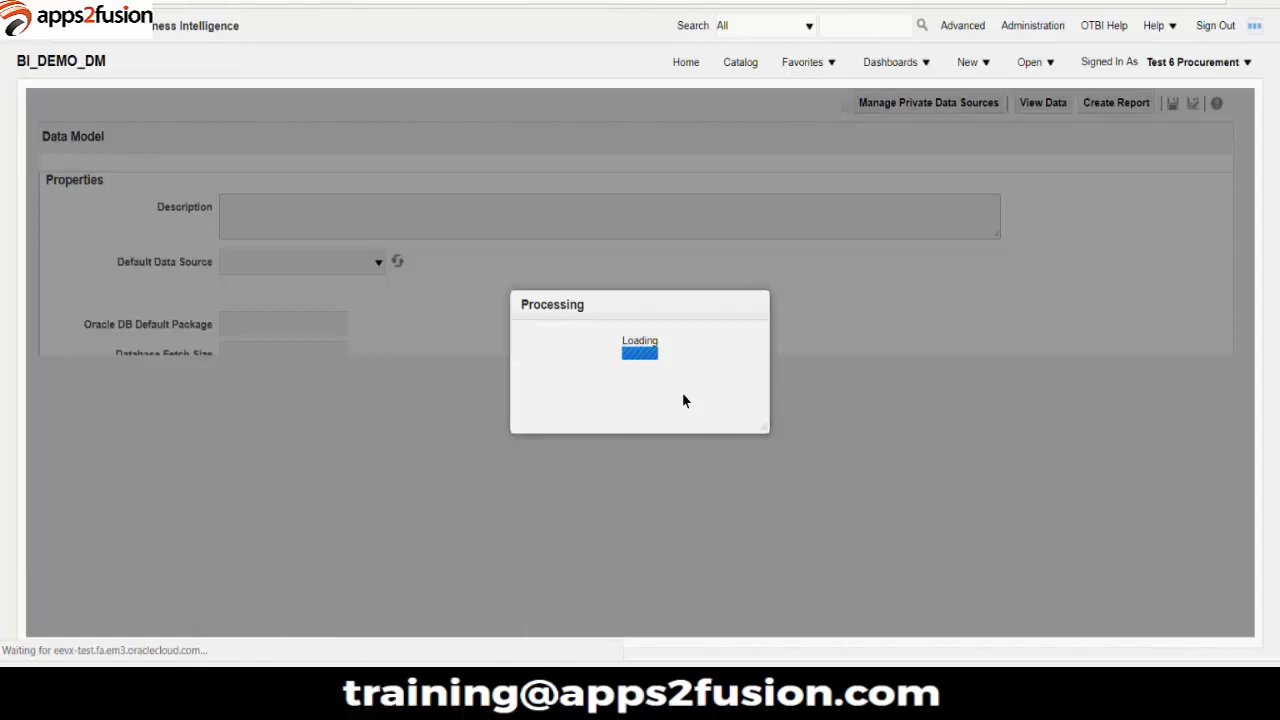 apps2fusion
ness Intelligence
Search All Advanced Administration OTBI Help Help Sign Out
BI_DEMO_DM
Home Catalog Favorites Dashboards New Open Signed In As Test 6 Procurement
Manage Private Data Sources View Data Create Report
Data Model
Properties
Description
Default Data Source
Oracle DB Default Package
Database Fetch Size
Processing
Loading
Waiting for eevx-test.fa.em3.oraclecloud.com...
training@apps2fusion.com